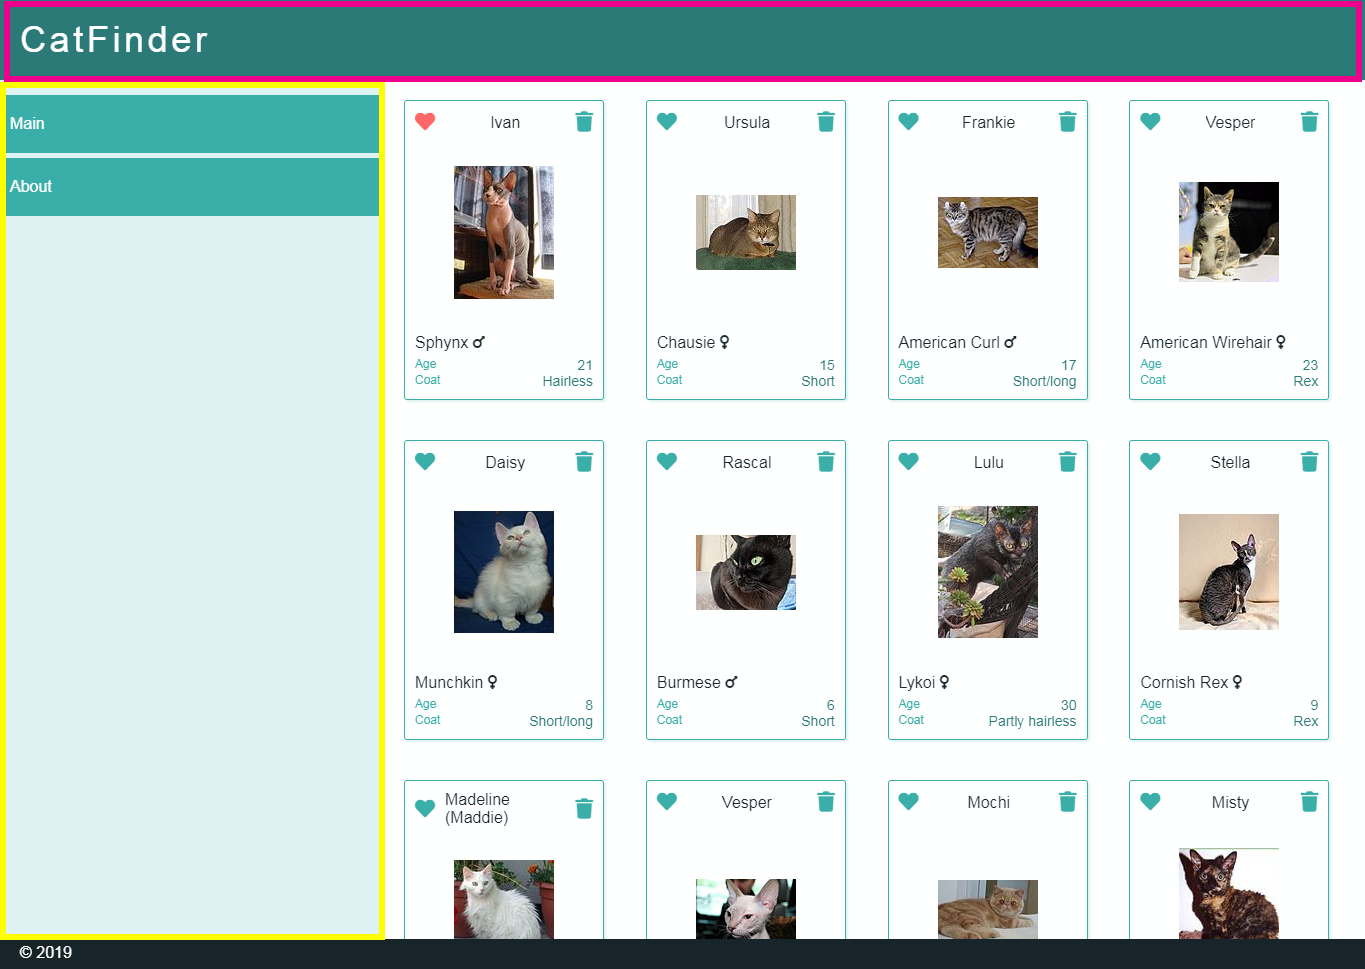 CatFinder
Main
About
Ivan
Sphynx ♂
Age 21
Coat Hairless
Ursula
Chausie ♀
Age 15
Coat Short
Frankie
American Curl ♂
Age 17
Coat Short/long
Vesper
American Wirehair ♀
Age 23
Coat Rex
Daisy
Munchkin ♀
Age 8
Coat Short/long
Rascal
Burmese ♂
Age 6
Coat Short
Lulu
Lykoi ♀
Age 30
Coat Partly hairless
Stella
Cornish Rex ♀
Age 9
Coat Rex
Madeline
(Maddie)
Vesper
Mochi
Misty
© 2019